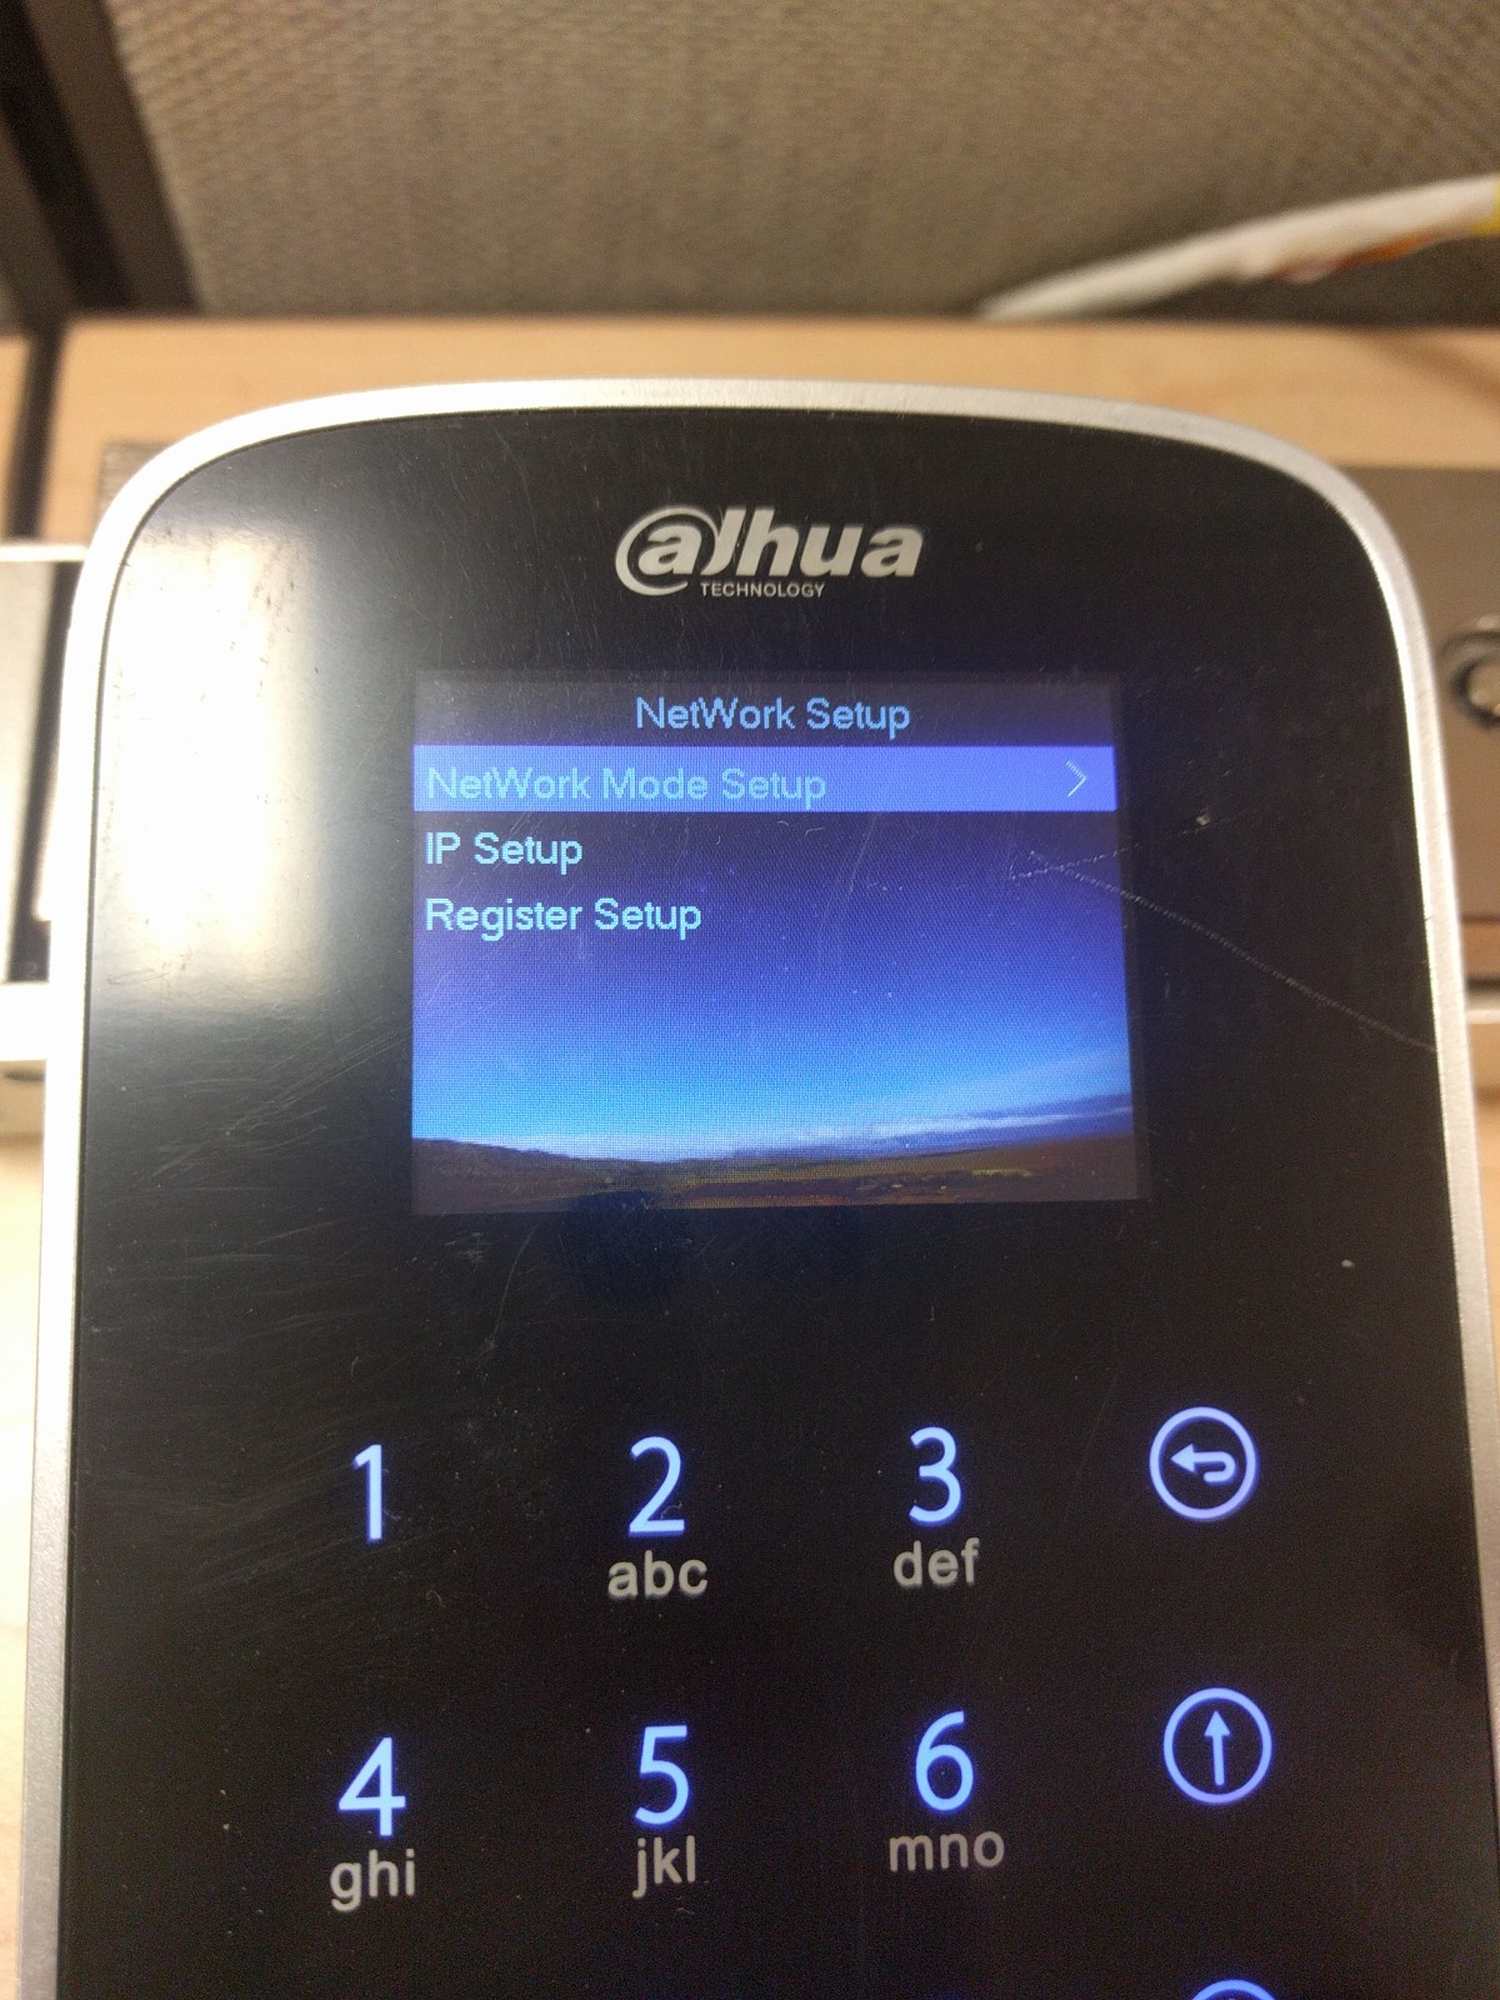 alhua
TECHNOLOGY
NetWork Setup
NetWork Mode Setup
IP Setup
Register Setup
1
2
3
abc
def
4
5
6
ghi
jkl
mno